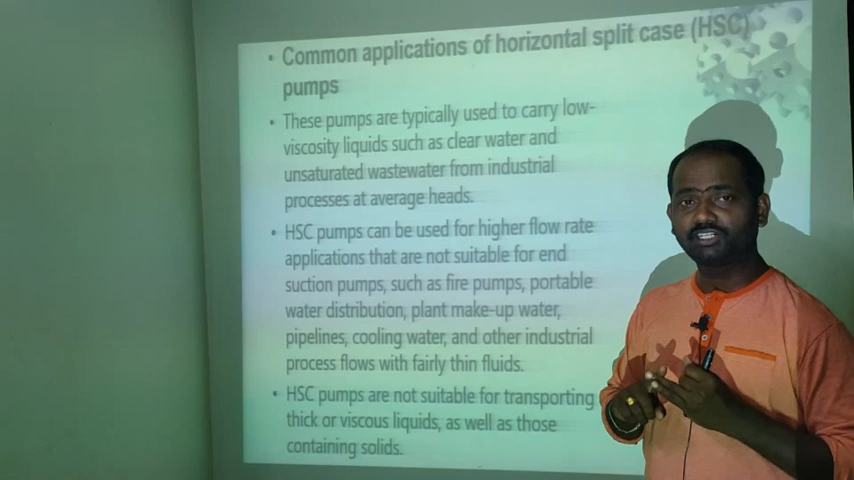 • Common applications of horizontal split case (HSC)
pumps
• These pumps are typically used to carry low-
viscosity liquids such as clear water and
unsaturated wastewater from industrial
processes at average heads.
• HSC pumps can be used for higher flow rate
applications that are not suitable for end
suction pumps, such as fire pumps, portable
water distribution, plant make-up water,
pipelines, cooling water, and other industrial
process flows with fairly thin fluids.
• HSC pumps are not suitable for transporting
thick or viscous liquids, as well as those
containing solids.